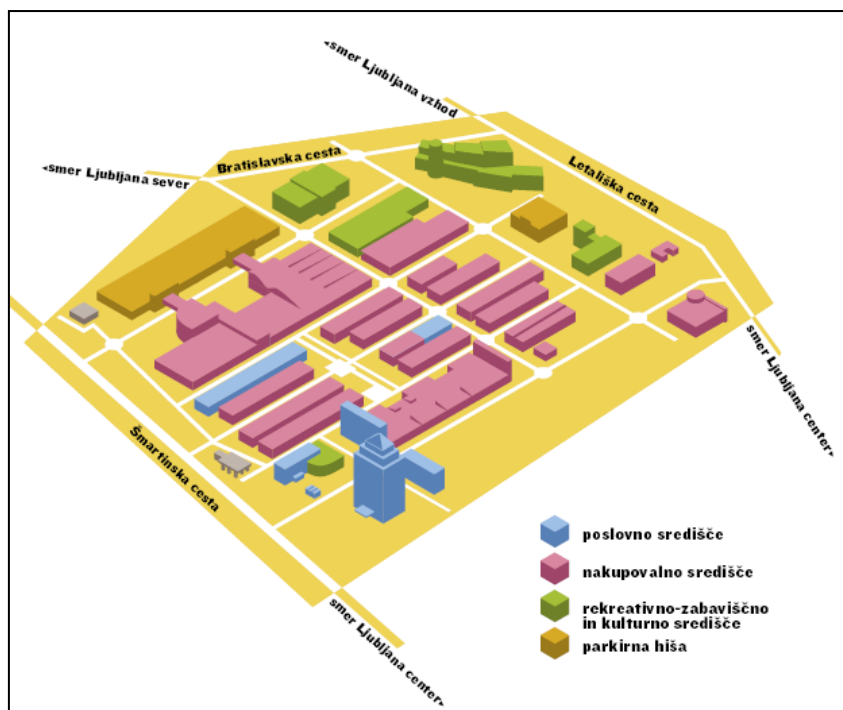 ◂smer Ljubljana vzhod
Bratislavska cesta
◂smer Ljubljana sever
Letališka cesta
smer Ljubljana center▸
Šmartinska cesta
smer Ljubljana center▸
poslovno središče
nakupovalno središče
rekreativno-zabaviščno
in kulturno središče
parkirna hiša